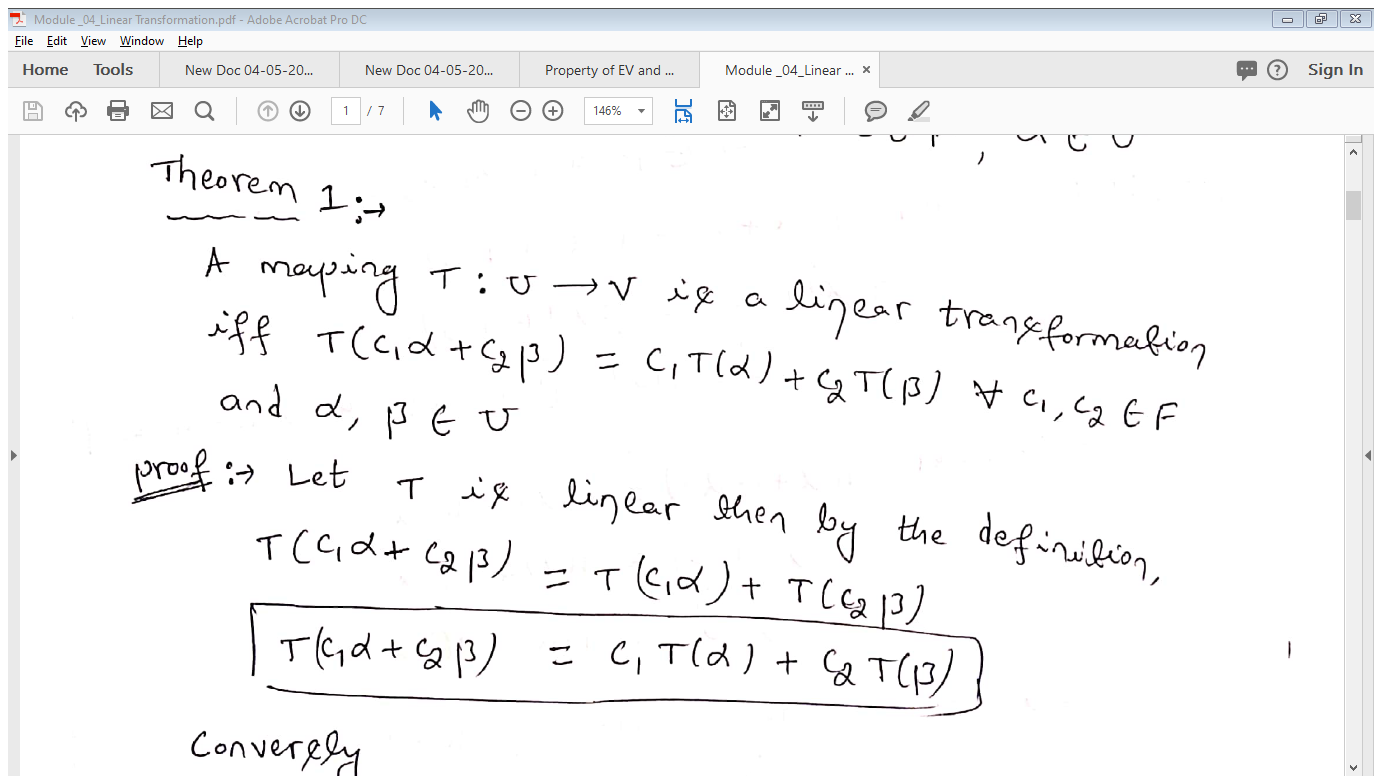 Module _04_Linear Transformation.pdf - Adobe Acrobat Pro DC
File Edit View Window Help
Home Tools New Doc 04-05-20... New Doc 04-05-20... Property of EV and ... Module _04_Linear ... × Sign In
1 / 7 146%
Theorem 1:→
A maping T : U → V is a linear transformation
iff T(c₁α + c₂β) = c₁T(α) + c₂T(β) ∀ c₁, c₂ ∈ F
and α, β ∈ U
proof :→ Let T is linear then by the definition,
T(c₁α + c₂β) = T(c₁α) + T(c₂β)
T(c₁α + c₂β) = c₁ T(α) + c₂ T(β)
Conversely